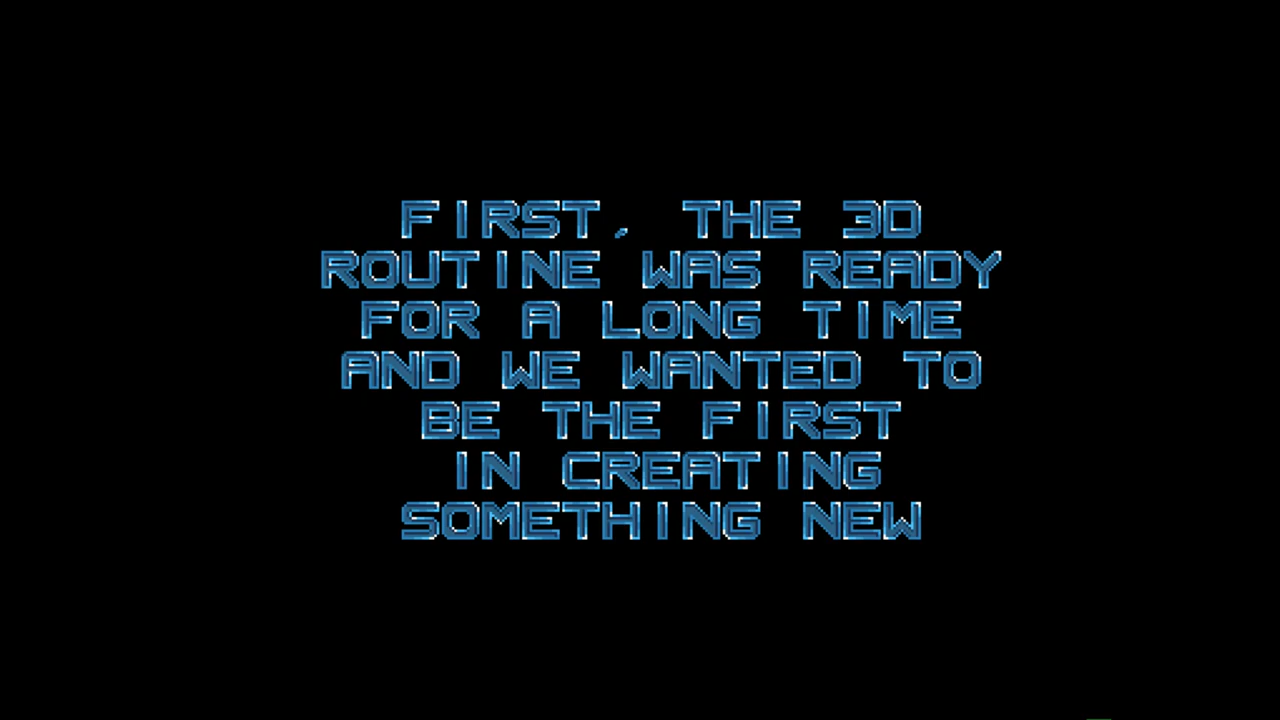 FIRST, THE 3D
ROUTINE WAS READY
FOR A LONG TIME
AND WE WANTED TO
BE THE FIRST
IN CREATING
SOMETHING NEW